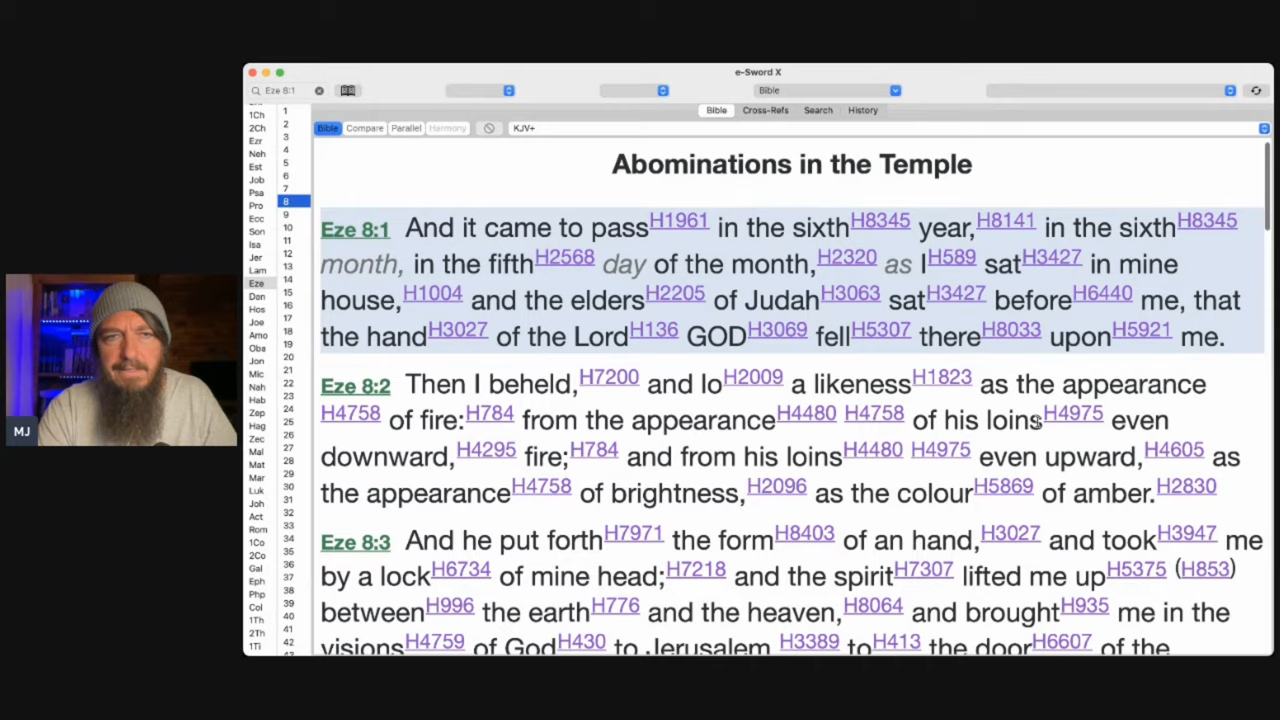 e-Sword X
Eze 8:1
Bible
Bible Cross-Refs Search History
Bible Compare Parallel Harmony KJV+
1Ch
2Ch
Ezr
Neh
Est
Job
Psa
Pro
Ecc
Son
Isa
Jer
Lam
Eze
Dan
Hos
Joe
Amo
Oba
Jon
Mic
Nah
Hab
Zep
Hag
Zec
Mal
Mat
Mar
Luk
Joh
Act
Rom
1Co
2Co
Gal
Eph
Php
Col
1Th
2Th
1Ti
1
2
3
4
5
6
7
8
9
10
11
12
13
14
15
16
17
18
19
20
21
22
23
24
25
26
27
28
29
30
31
32
33
34
35
36
37
38
39
40
41
42
Abominations in the Temple
Eze 8:1 And it came to passH1961 in the sixthH8345 year,H8141 in the sixthH8345
month, in the fifthH2568 day of the month,H2320 as IH589 satH3427 in mine
house,H1004 and the eldersH2205 of JudahH3063 satH3427 beforeH6440 me, that
the handH3027 of the LordH136 GODH3069 fellH5307 thereH8033 uponH5921 me.
Eze 8:2 Then I beheld,H7200 and loH2009 a likenessH1823 as the appearance
H4758 of fire:H784 from the appearanceH4480 H4758 of his loinsH4975 even
downward,H4295 fire;H784 and from his loinsH4480 H4975 even upward,H4605 as
the appearanceH4758 of brightness,H2096 as the colourH5869 of amber.H2830
Eze 8:3 And he put forthH7971 the formH8403 of an hand,H3027 and tookH3947 me
by a lockH6734 of mine head;H7218 and the spiritH7307 lifted me upH5375 (H853)
betweenH996 the earthH776 and the heaven,H8064 and broughtH935 me in the
visionsH4759 of GodH430 to Jerusalem H3389 toH413 the doorH6607 of the
MJ